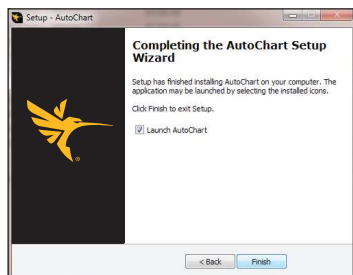 Setup - AutoChart
Completing the AutoChart Setup
Wizard
Setup has finished installing AutoChart on your computer. The
application may be launched by selecting the installed icons.
Click Finish to exit Setup.
Launch AutoChart
< Back
Finish